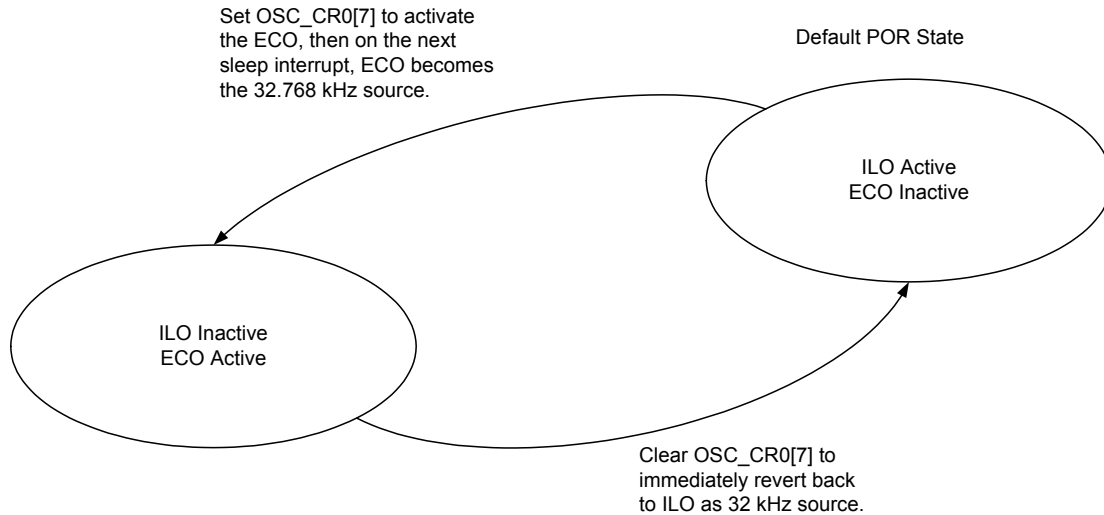 Set OSC_CR0[7] to activate
the ECO, then on the next
sleep interrupt, ECO becomes
the 32.768 kHz source.
Default POR State
ILO Active
ECO Inactive
ILO Inactive
ECO Active
Clear OSC_CR0[7] to
immediately revert back
to ILO as 32 kHz source.